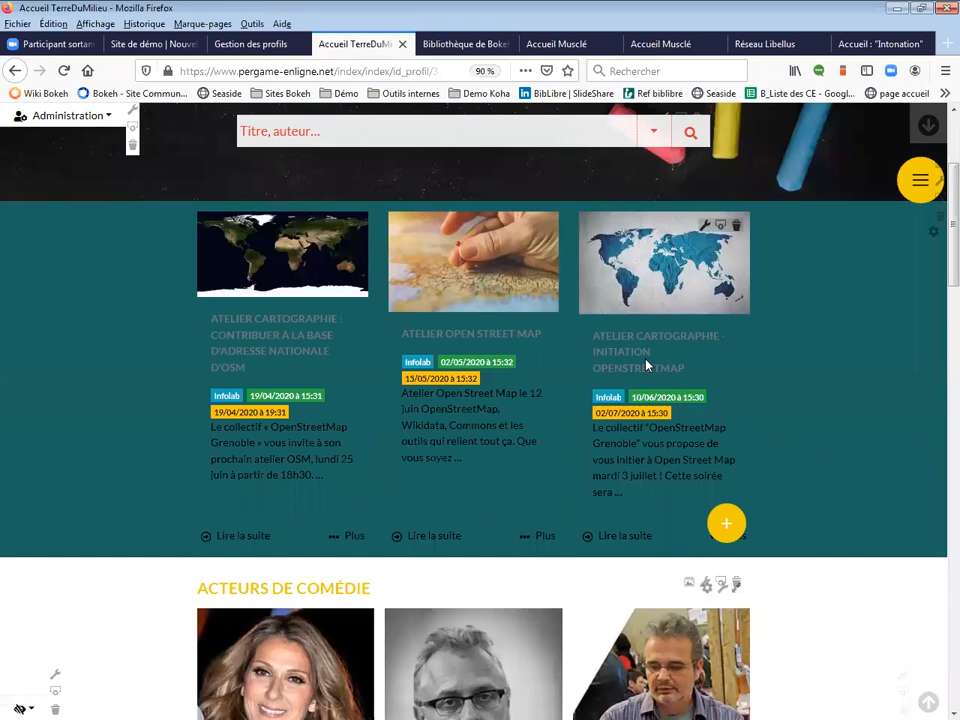 Accueil TerreDuMilieu - Mozilla Firefox
Fichier Édition Affichage Historique Marque-pages Outils Aide
Participant sortan Site de démo | Nouvel Gestion des profils Accueil TerreDuMi Bibliothèque de Bokel Accueil Musclé Accueil Musclé Réseau Libellus Accueil : "Intonation"
https://www.pergame-enligne.net/index/index/id_profil/3 90 % Rechercher
Wiki Bokeh Bokeh - Site Commun... Seaside Sites Bokeh Démo Outils internes Demo Koha BibLibre | SlideShare Ref biblibre Seaside B_Liste des CE - Googl... page accueil
Administration
Titre, auteur...
ATELIER CARTOGRAPHIE :
CONTRIBUER À LA BASE
D'ADRESSE NATIONALE
D'OSM
Infolab 19/04/2020 à 15:31
19/04/2020 à 19:31
Le collectif « OpenStreetMap
Grenoble » vous invite à son
prochain atelier OSM, lundi 25
juin à partir de 18h30. ...
Lire la suite Plus
ATELIER OPEN STREET MAP
Infolab 02/05/2020 à 15:32
15/05/2020 à 15:32
Atelier Open Street Map le 12
juin OpenStreetMap,
Wikidata, Commons et les
outils qui relient tout ça. Que
vous soyez ...
Lire la suite Plus
ATELIER CARTOGRAPHIE -
INITIATION
OPENSTREETMAP
Infolab 10/06/2020 à 15:30
02/07/2020 à 15:30
Le collectif "OpenStreetMap
Grenoble" vous propose de
vous initier à Open Street Map
mardi 3 juillet ! Cette soirée
sera ...
Lire la suite
ACTEURS DE COMÉDIE